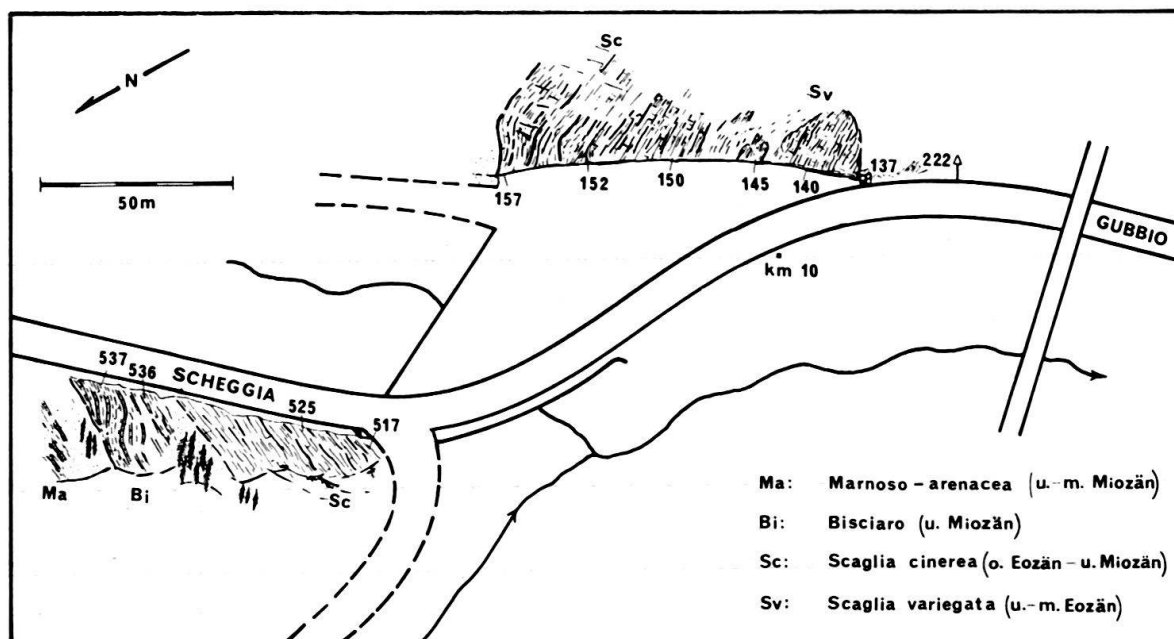 Sc
N
Sv
50m
157
152
150
145
140
137
222
GUBBIO
km 10
537
536
SCHEGGIA
525
517
Ma
Bi
Sc
Ma: Marnoso-arenacea (u.-m. Miozän)
Bi: Bisciaro (u. Miozän)
Sc: Scaglia cinerea (o. Eozän - u. Miozän)
Sv: Scaglia variegata (u.-m. Eozän)